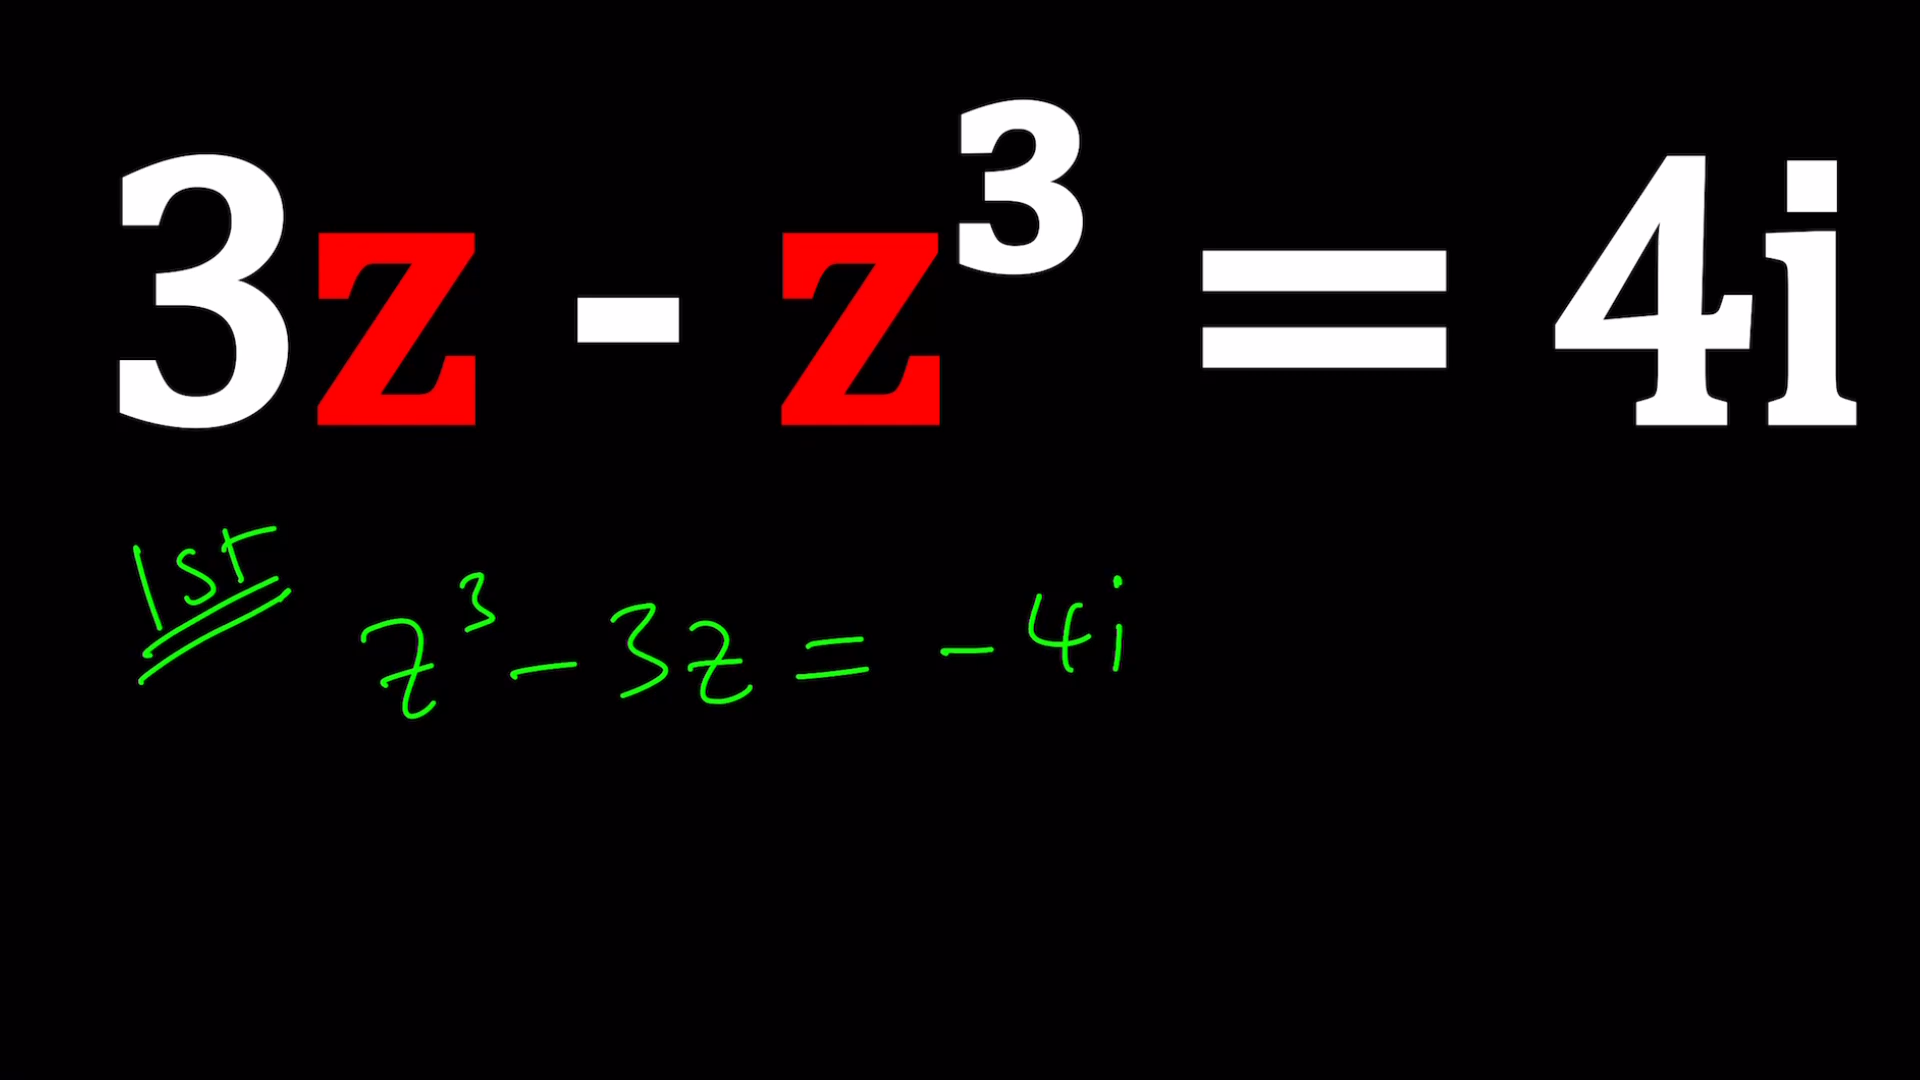 3z - z³ = 4i
1st
z³ - 3z = -4i